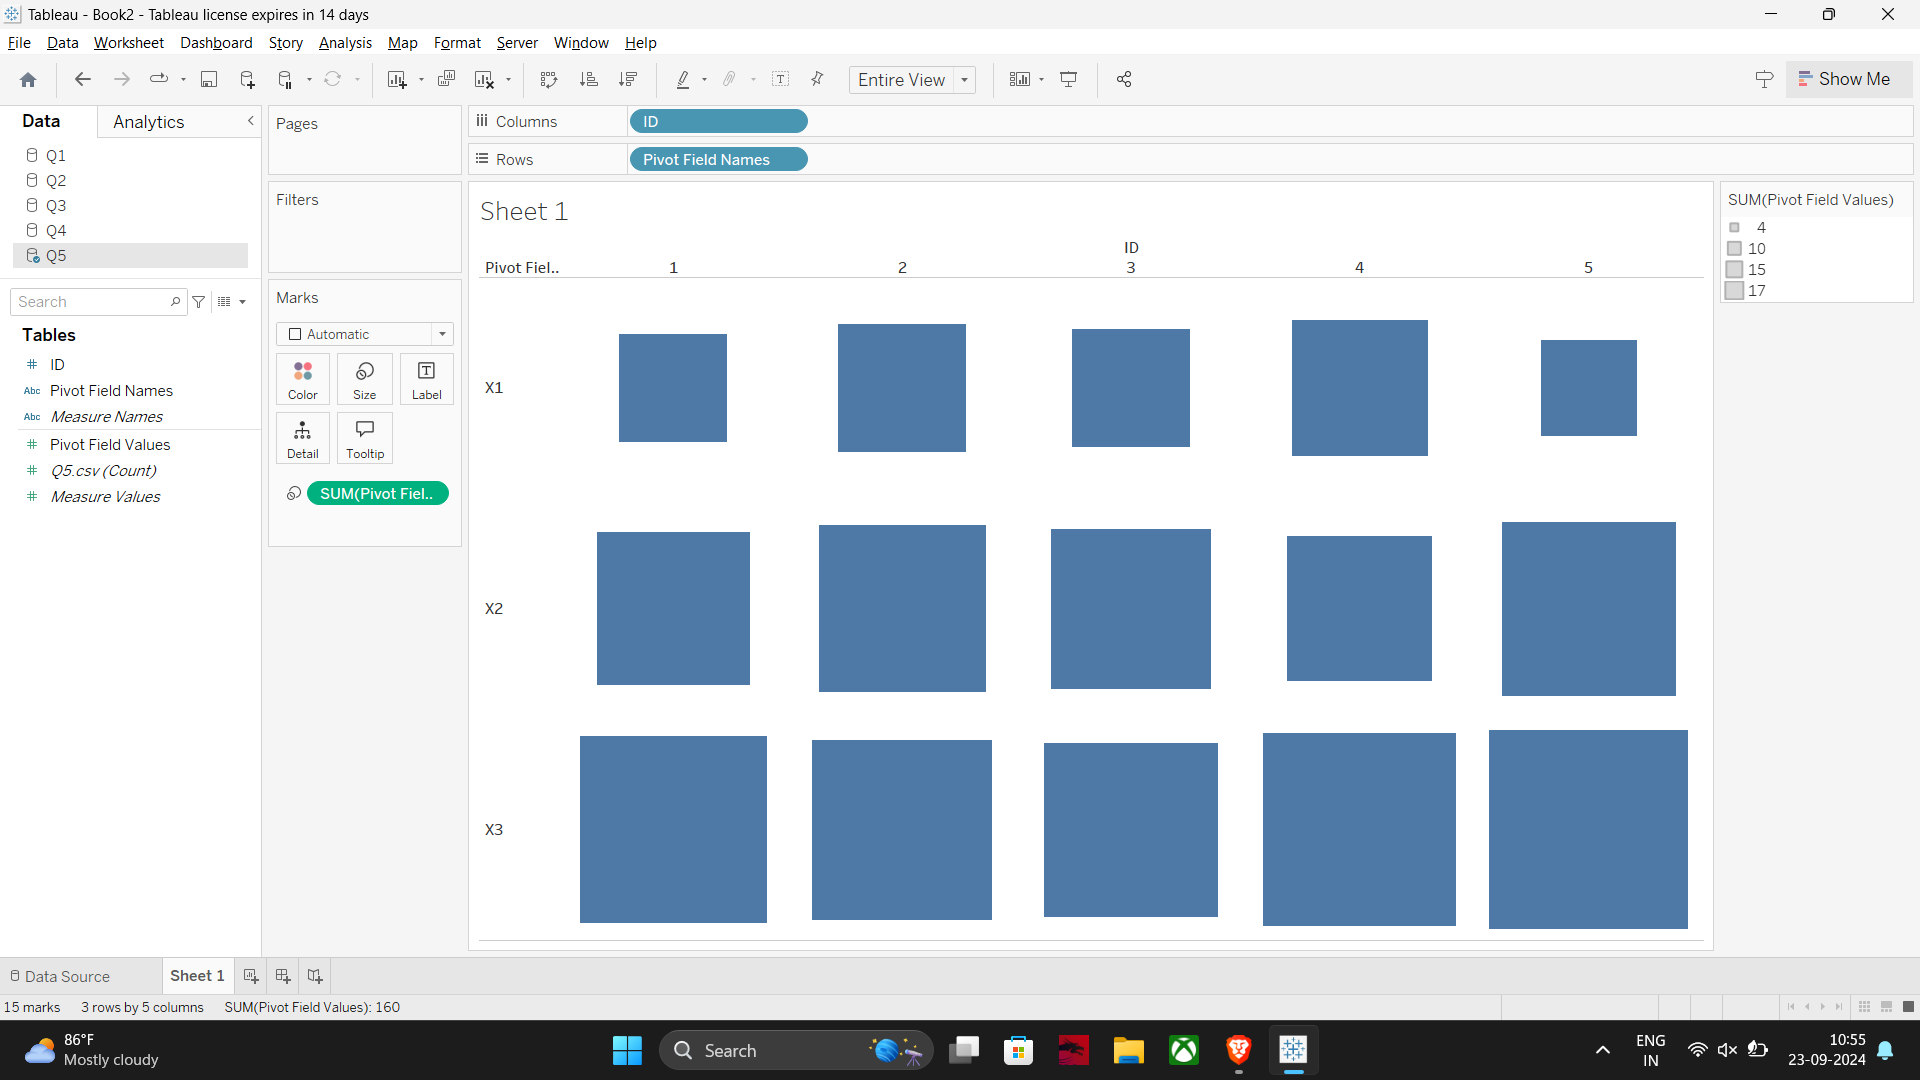 Tableau - Book2 - Tableau license expires in 14 days
File Data Worksheet Dashboard Story Analysis Map Format Server Window Help
Entire View
Show Me
Data Analytics
Q1
Q2
Q3
Q4
Q5
Search
Tables
ID
Abc Pivot Field Names
Abc Measure Names
Pivot Field Values
Q5.csv (Count)
Measure Values
Pages
Filters
Marks
Automatic
Color Size Label
Detail Tooltip
SUM(Pivot Fiel..
Columns ID
Rows Pivot Field Names
Sheet 1
ID
Pivot Fiel.. 1 2 3 4 5
X1
X2
X3
SUM(Pivot Field Values)
4
10
15
17
Data Source Sheet 1
15 marks 3 rows by 5 columns SUM(Pivot Field Values): 160
86°F
Mostly cloudy
Search
ENG
IN
10:55
23-09-2024